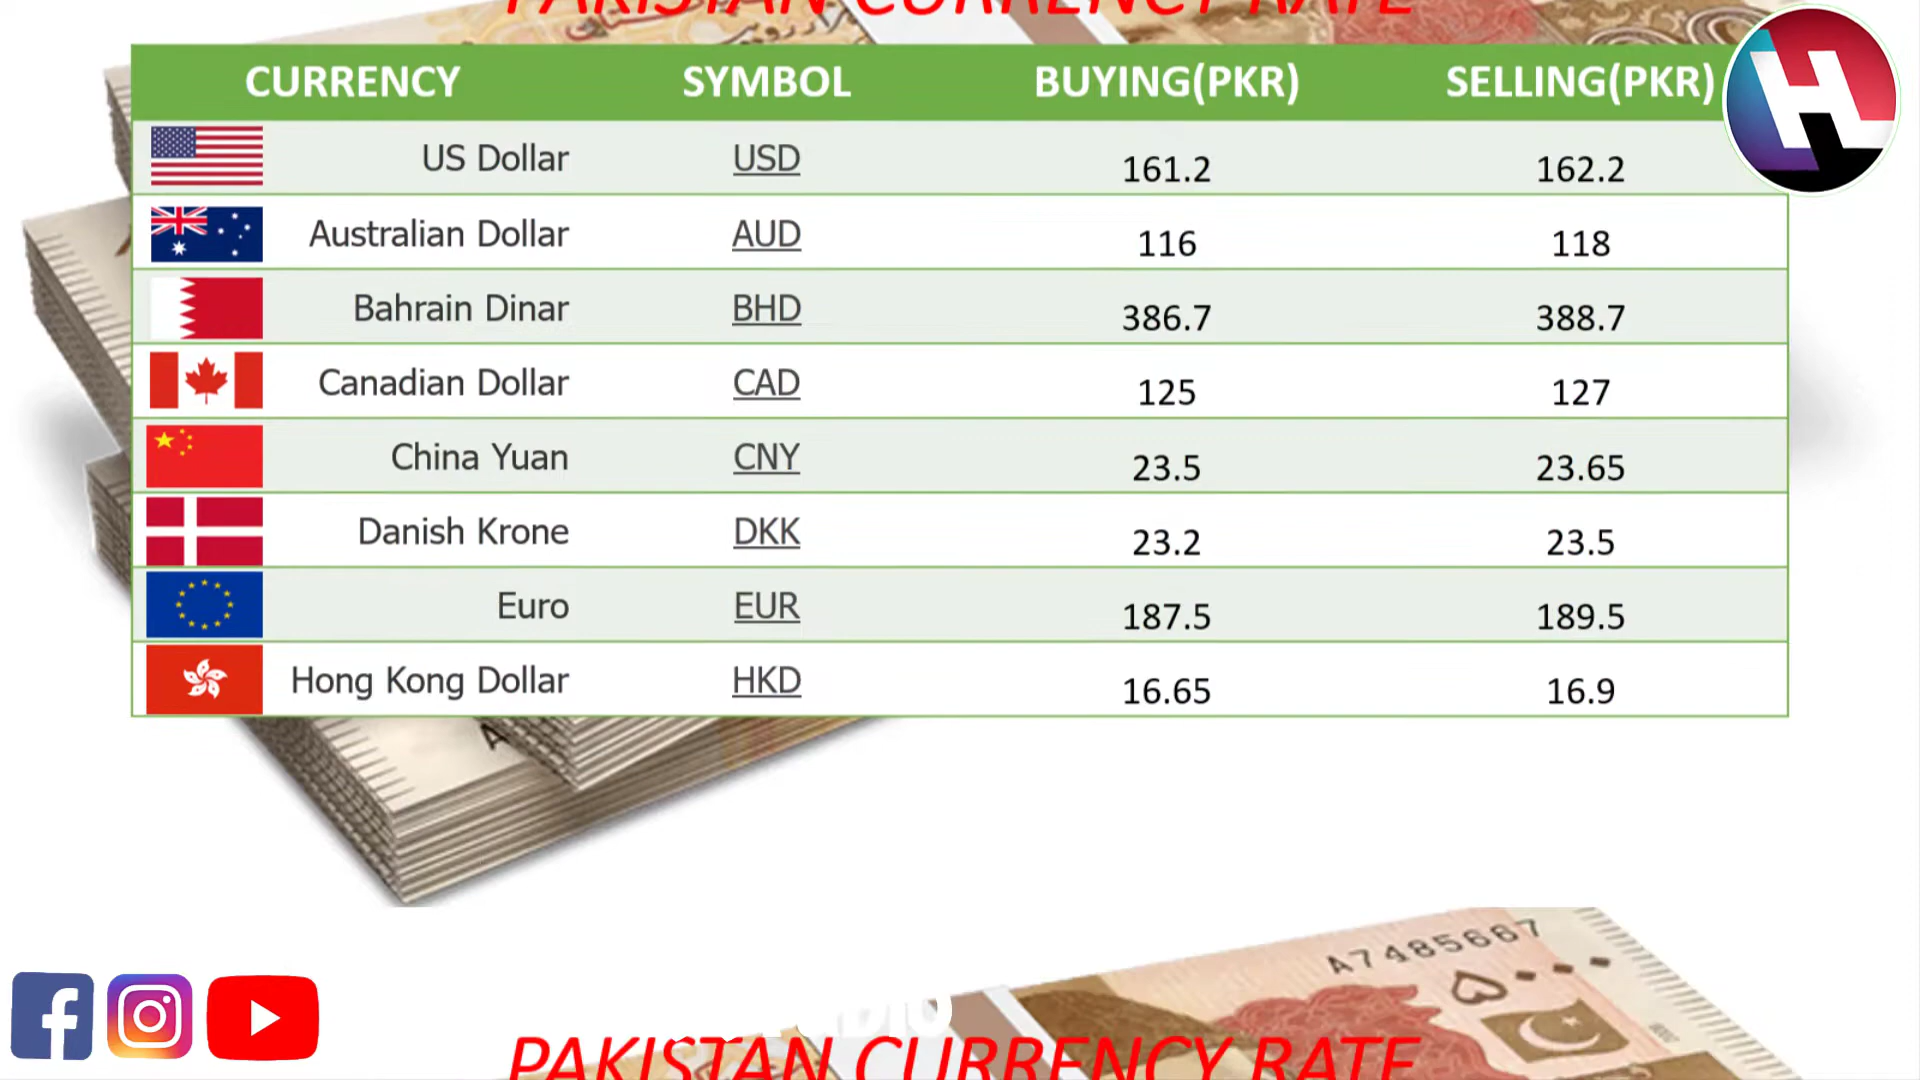 PAKISTAN CURRENCY RATE
CURRENCY SYMBOL BUYING(PKR) SELLING(PKR)
US Dollar USD 161.2 162.2
Australian Dollar AUD 116 118
Bahrain Dinar BHD 386.7 388.7
Canadian Dollar CAD 125 127
China Yuan CNY 23.5 23.65
Danish Krone DKK 23.2 23.5
Euro EUR 187.5 189.5
Hong Kong Dollar HKD 16.65 16.9
A7485667
PAKISTAN CURRENCY RATE